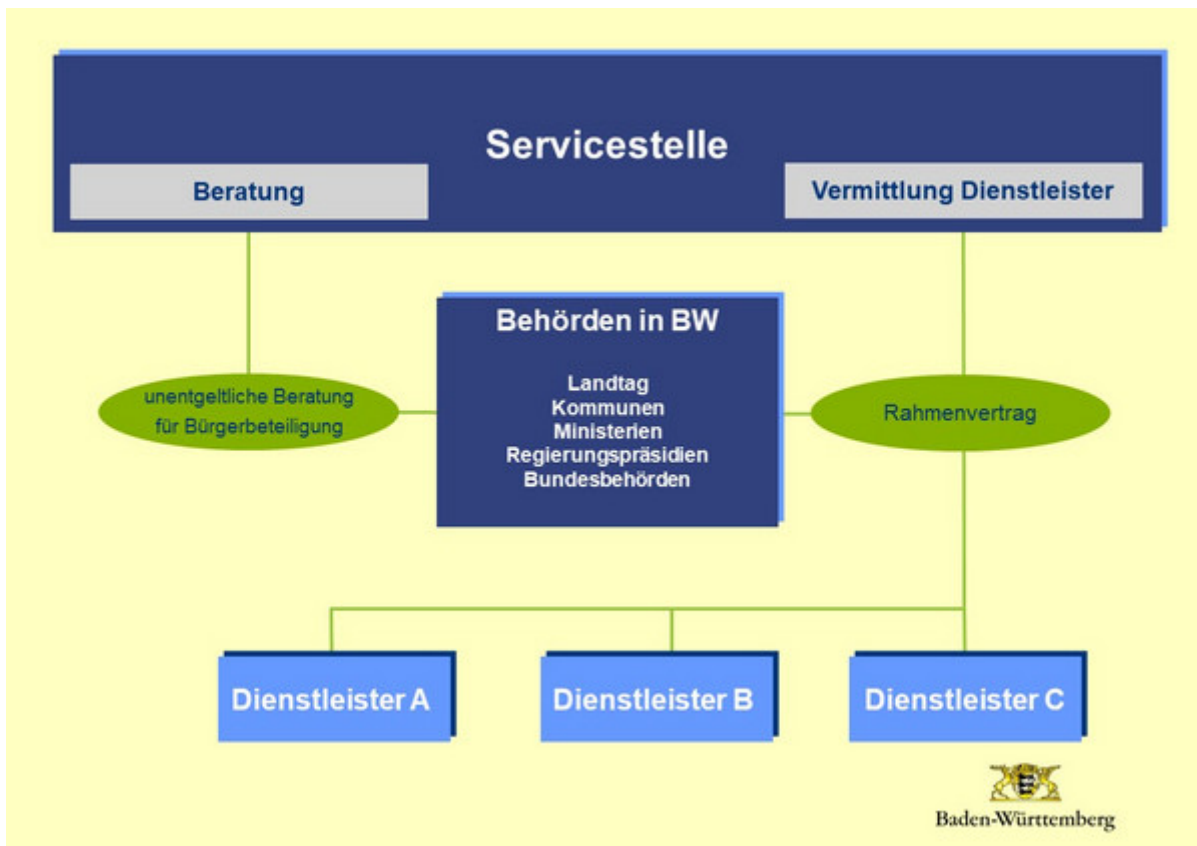 Servicestelle
Beratung
Vermittlung Dienstleister
Behörden in BW
Landtag
Kommunen
Ministerien
Regierungspräsidien
Bundesbehörden
unentgeltliche Beratung
für Bürgerbeteiligung
Rahmenvertrag
Dienstleister A
Dienstleister B
Dienstleister C
Baden-Württemberg